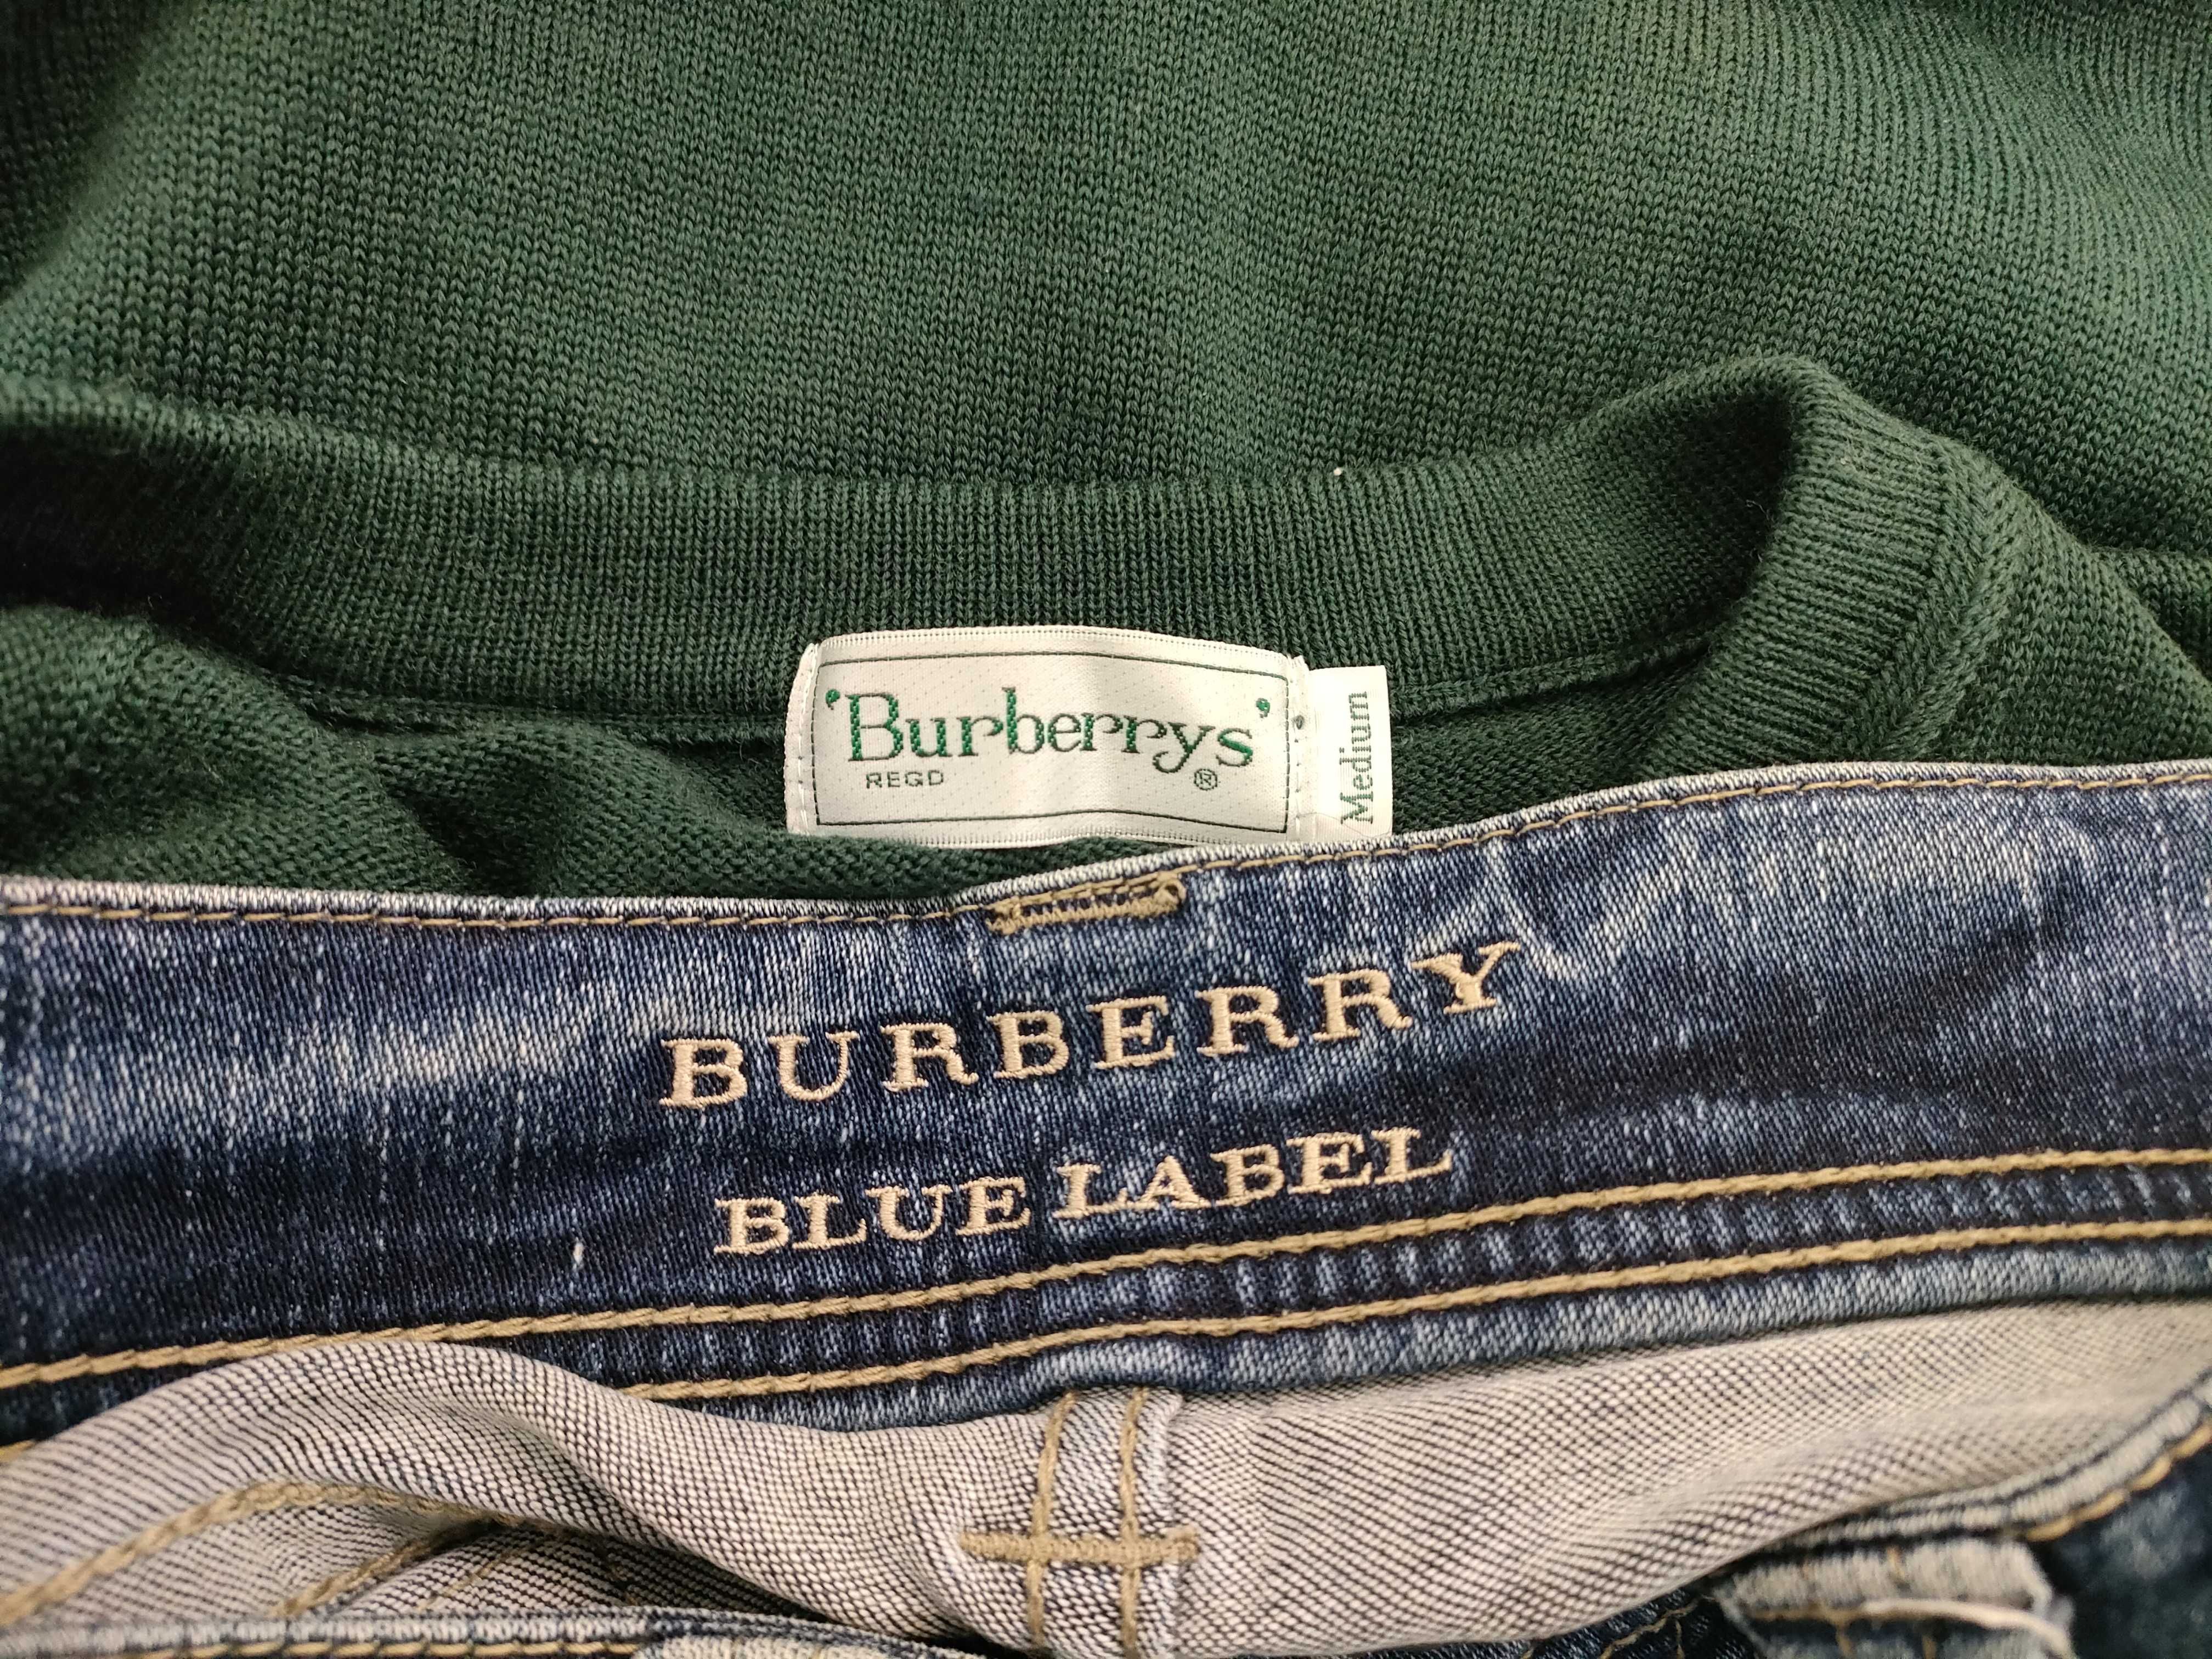 'Burberrys'
REGD ®
Medium
BURBERRY
BLUE LABEL